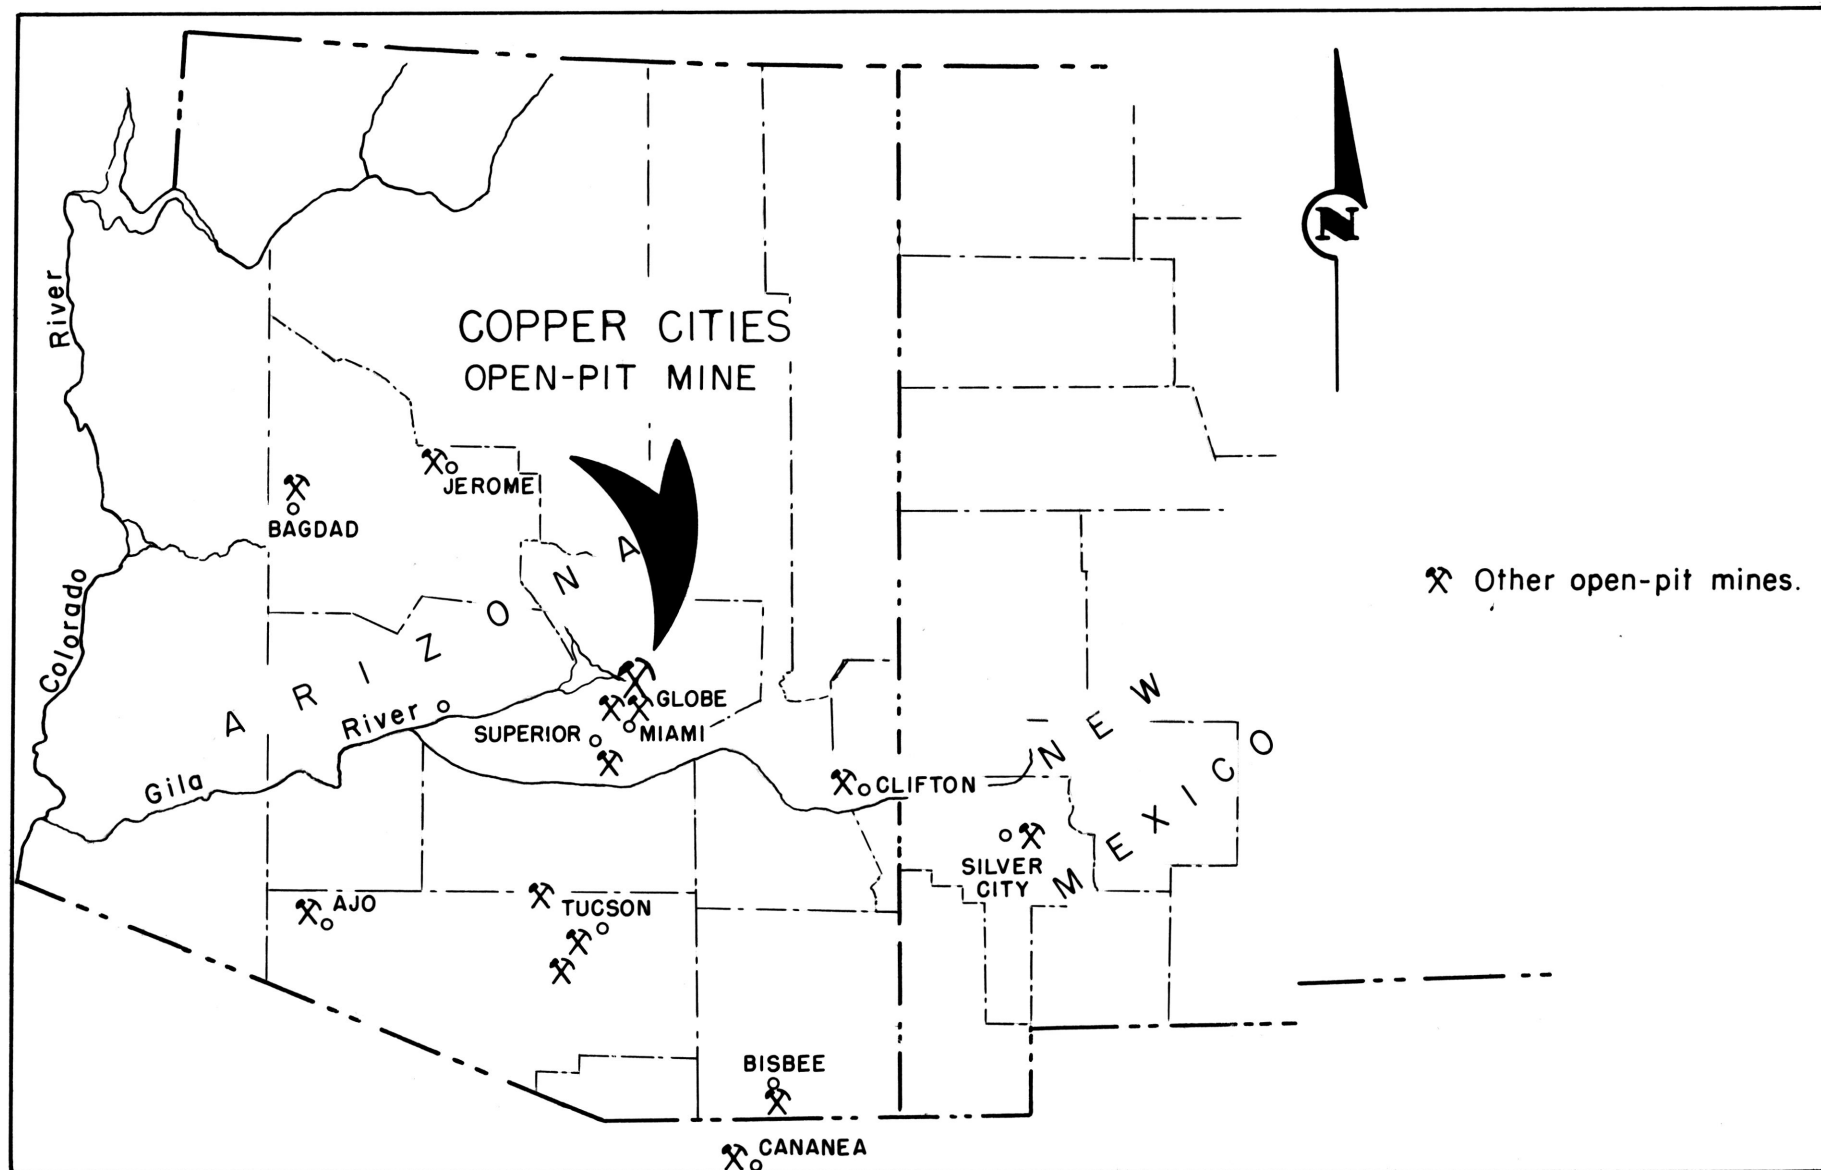 COPPER CITIES
OPEN-PIT MINE
N
River
Colorado
JEROME
BAGDAD
ARIZONA
Other open-pit mines.
GLOBE
MIAMI
SUPERIOR
River
Gila
CLIFTON
NEW
MEXICO
SILVER
CITY
AJO
TUCSON
BISBEE
CANANEA